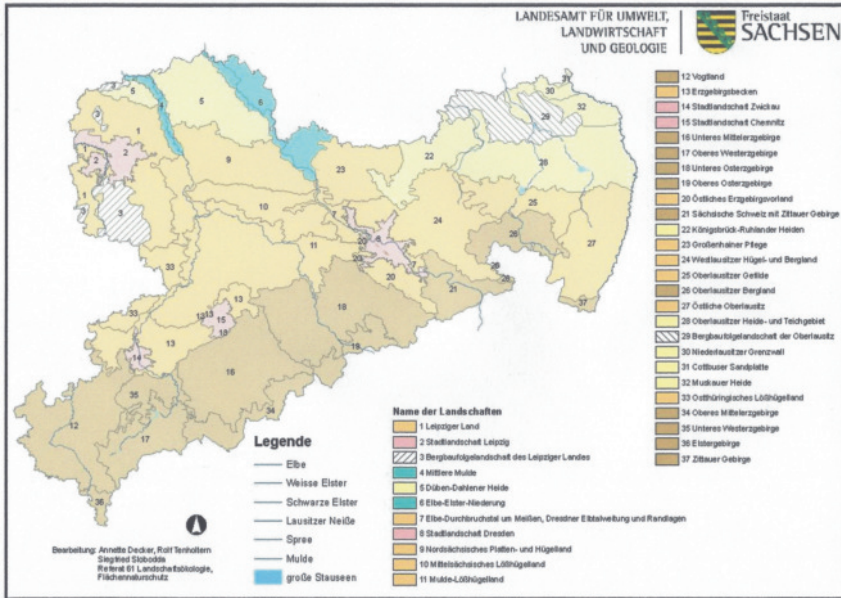 LANDESAMT FÜR UMWELT,
LANDWIRTSCHAFT
UND GEOLOGIE
Freistaat
SACHSEN
12 Vogtland
13 Erzgebirgsbecken
14 Stadtlandschaft Zwickau
15 Stadtlandschaft Chemnitz
16 Unteres Mittelerzgebirge
17 Oberes Westerzgebirge
18 Unteres Osterzgebirge
19 Oberes Osterzgebirge
20 Östliches Erzgebirgsvorland
21 Sächsische Schweiz mit Zittauer Gebirge
22 Königsbrück-Ruhlander Heiden
23 Großenhainer Pflege
24 Westlausitzer Hügel- und Bergland
25 Oberlausitzer Gefilde
26 Oberlausitzer Bergland
27 Östliche Oberlausitz
28 Oberlausitzer Heide- und Teichgebiet
29 Bergbaufolgelandschaft der Oberlausitz
30 Niederlausitzer Grenzwall
31 Cottbuser Sandplatte
32 Muskauer Heide
33 Ostthüringisches Lößhügelland
34 Oberes Mittelerzgebirge
35 Unteres Westerzgebirge
36 Elstergebirge
37 Zittauer Gebirge
Name der Landschaften
1 Leipziger Land
2 Stadtlandschaft Leipzig
3 Bergbaufolgelandschaft des Leipziger Landes
4 Mittlere Mulde
5 Düben-Dahlener Heide
6 Elbe-Elster-Niederung
7 Elbe-Durchbruchstal um Meißen, Dresdner Elbtalweitung und Randlagen
8 Stadtlandschaft Dresden
9 Nordsächsisches Platten- und Hügelland
10 Mittelsächsisches Lößhügelland
11 Mulde-Lößhügelland
Legende
Elbe
Weisse Elster
Schwarze Elster
Lausitzer Neiße
Spree
Mulde
große Stauseen
Bearbeitung: Annette Decker, Rolf Tenholtern
Siegfried Slobodda
Referat 61 Landschaftsökologie,
Flächennaturschutz